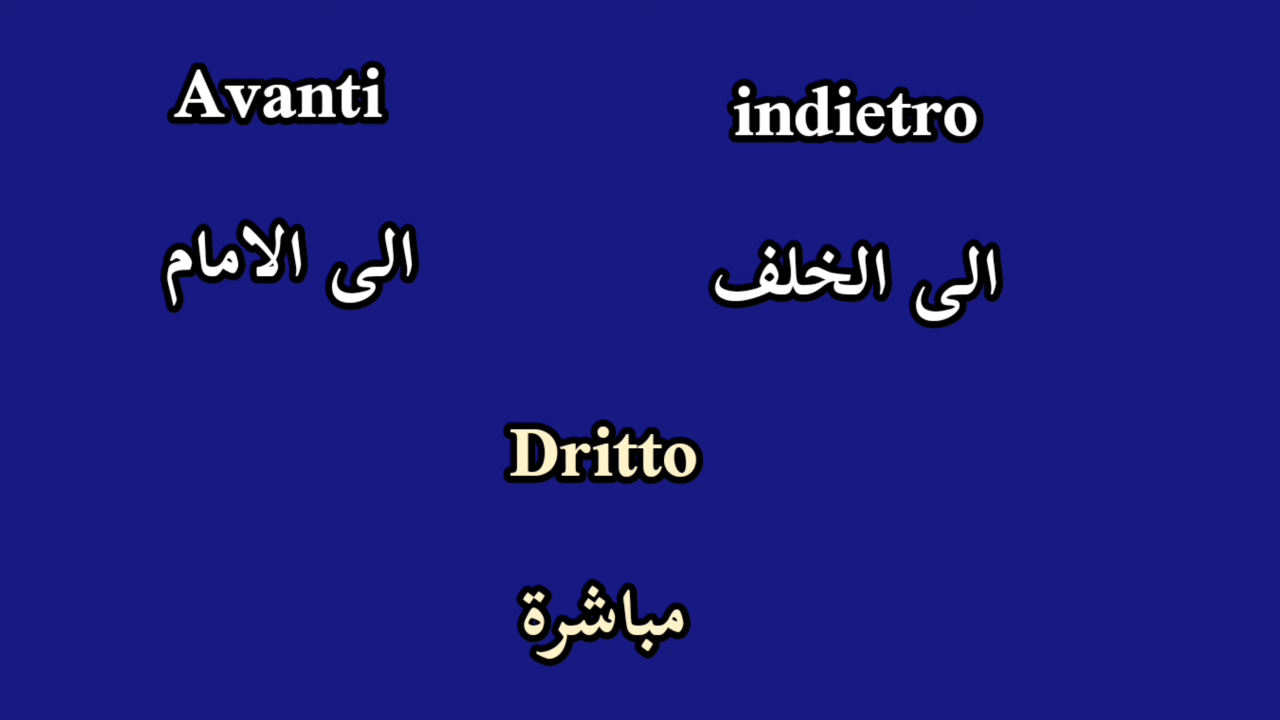 Avanti
indietro
الى الامام
الى الخلف
Dritto
مباشرة